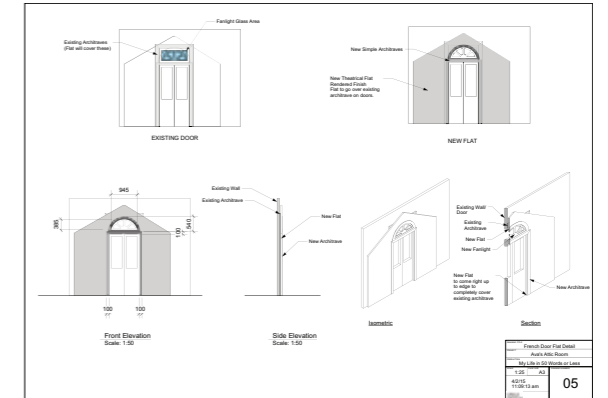 Fanlight Glass Area
Existing Architraves
(Flat will cover these)
EXISTING DOOR
New Simple Architraves
New Theatrical Flat
Rendered Finish
Flat to go over existing
architrave on doors.
NEW FLAT
945
385
540
100
100
100
Front Elevation
Scale: 1:50
Existing Wall
Existing Architrave
New Flat
New Architrave
Side Elevation
Scale: 1:50
Isometric
Existing Wall/
Door
Existing
Architrave
New Flat
New Fanlight
New Flat
to come right up
to edge to
completely cover
existing architrave
New Architrave
Section
French Door Flat Detail
Ava's Attic Room
My Life in 50 Words or Less
1:25
A3
4/2/15
11:09:13 am
05